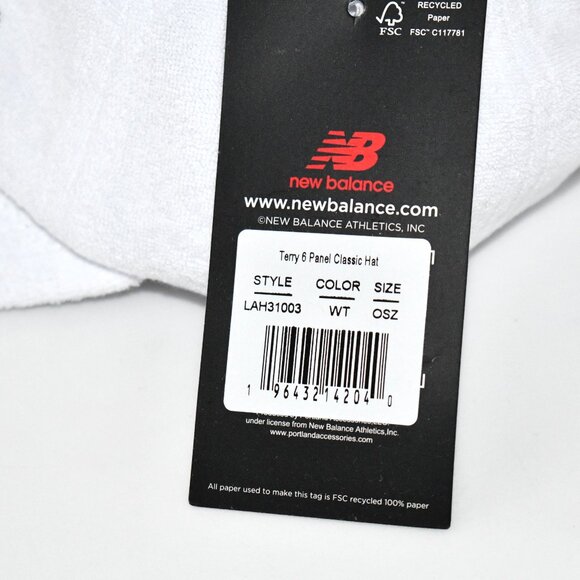 RECYCLED
Paper
FSC™ C117781
FSC
NB
new balance
www.newbalance.com
©NEW BALANCE ATHLETICS, INC
Terry 6 Panel Classic Hat
STYLE COLOR SIZE
LAH31003 WT OSZ
1 96432 14204 0
under license from New Balance Athletics,Inc.
www.portlandaccessories.com
All paper used to make this tag is FSC recycled 100% paper